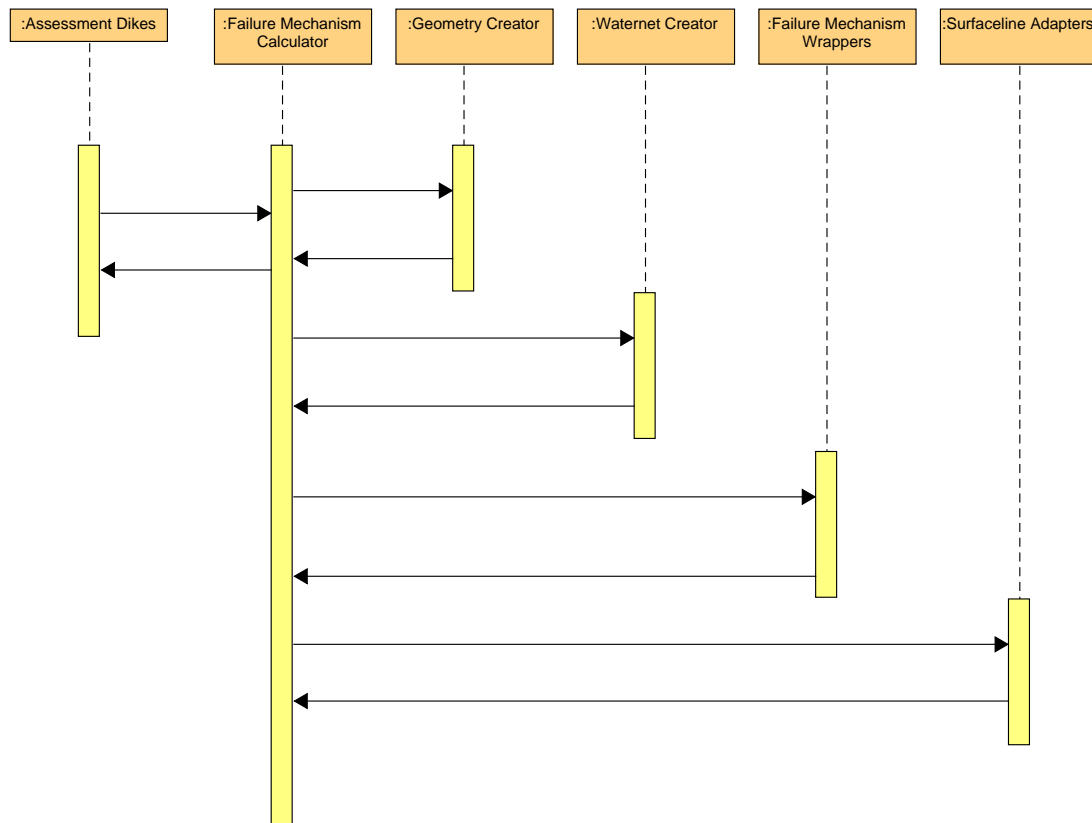 :Assessment Dikes
:Failure Mechanism
Calculator
:Geometry Creator
:Waternet Creator
:Failure Mechanism
Wrappers
:Surfaceline Adapters